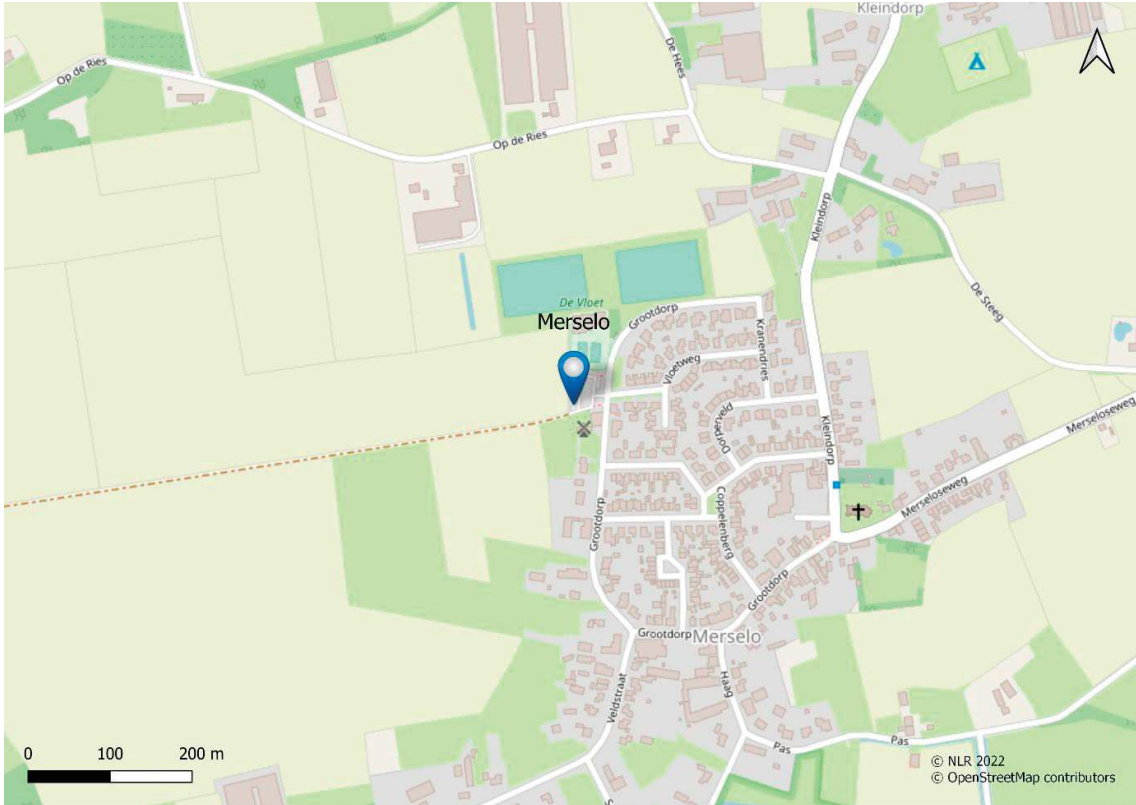 Kleindorp
De Hees
Op de Ries
Op de Ries
Kleindorp
De Steeg
De Vloet
Merselo
Grootdorp
Kranendries
Vloetweg
Dorperveld
Kleindorp
Merseloseweg
Merseloseweg
Coppelenberg
Grootdorp
Grootdorp
Grootdorp
Merselo
Veldstraat
Haag
Pas
Pas
S
0 100 200 m
© NLR 2022
© OpenStreetMap contributors